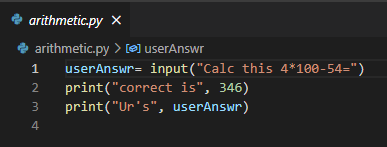 arithmetic.py ×
arithmetic.py > userAnswr
1 userAnswr= input("Calc this 4*100-54=")
2 print("correct is", 346)
3 print("Ur's", userAnswr)
4